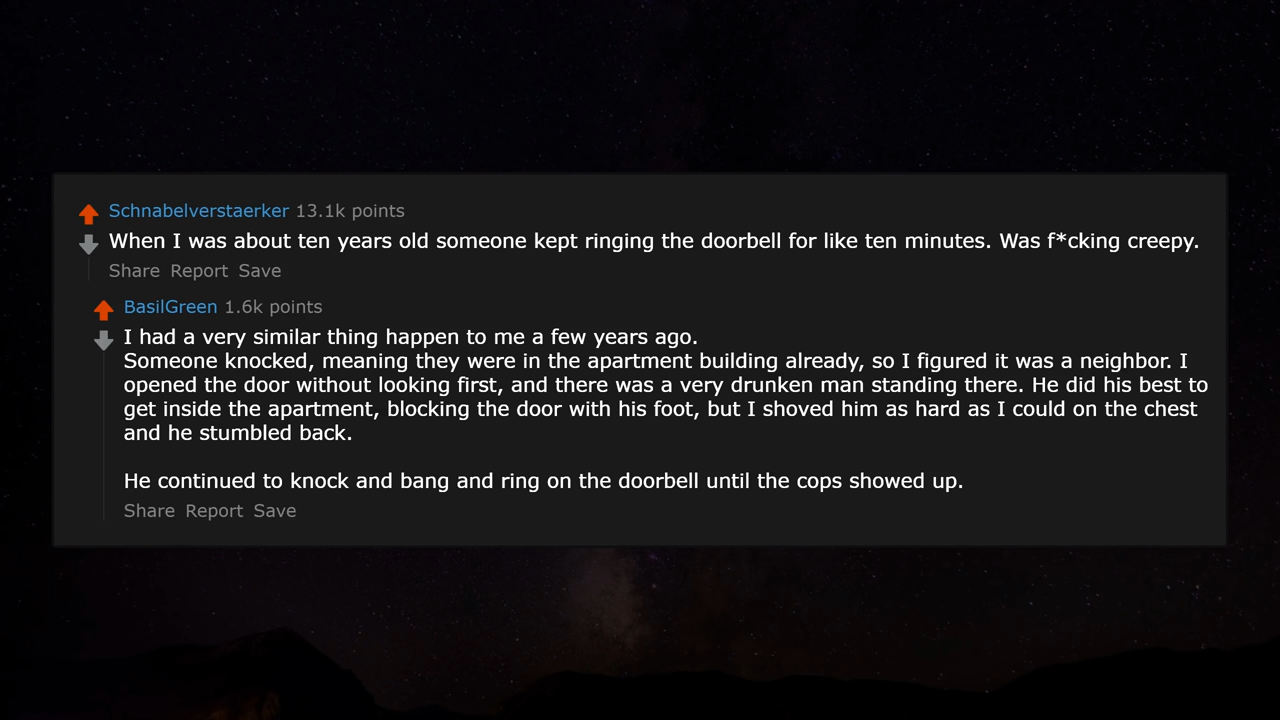 Schnabelverstaerker 13.1k points
When I was about ten years old someone kept ringing the doorbell for like ten minutes. Was f*cking creepy.
Share Report Save
BasilGreen 1.6k points
I had a very similar thing happen to me a few years ago.
Someone knocked, meaning they were in the apartment building already, so I figured it was a neighbor. I
opened the door without looking first, and there was a very drunken man standing there. He did his best to
get inside the apartment, blocking the door with his foot, but I shoved him as hard as I could on the chest
and he stumbled back.
He continued to knock and bang and ring on the doorbell until the cops showed up.
Share Report Save